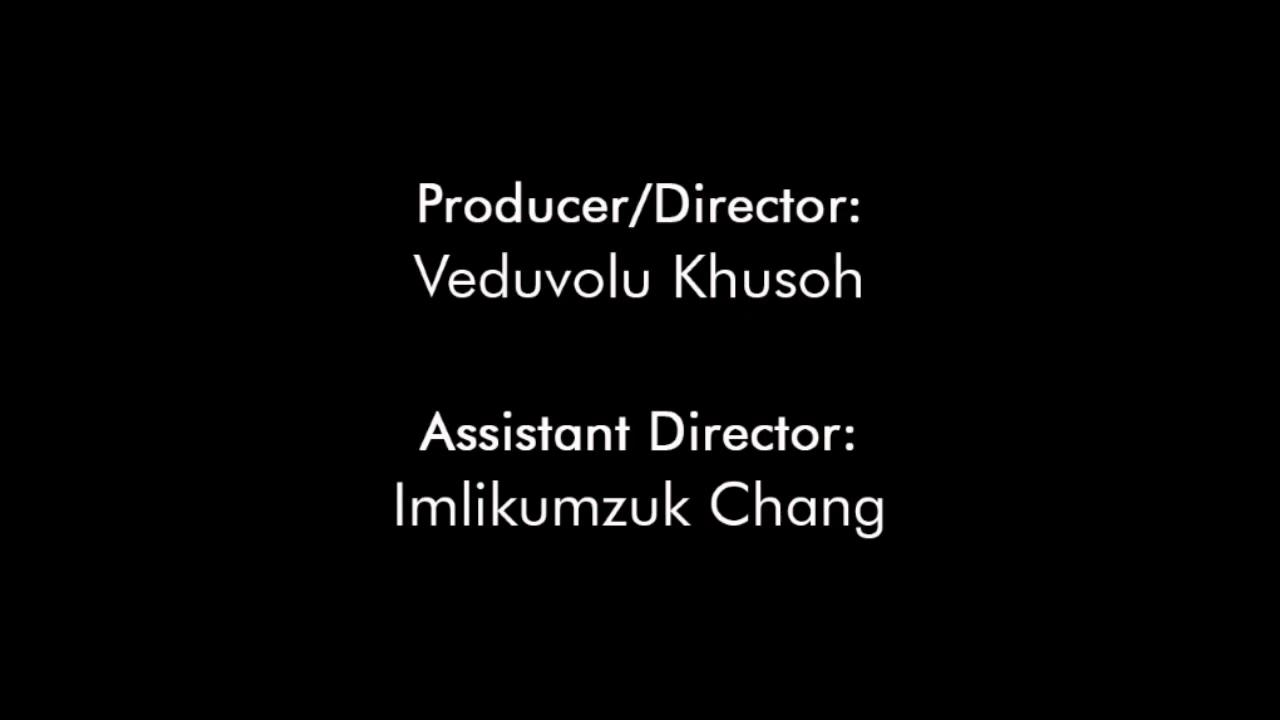 Producer/Director:
Veduvolu Khusoh
Assistant Director:
Imlikumzuk Chang